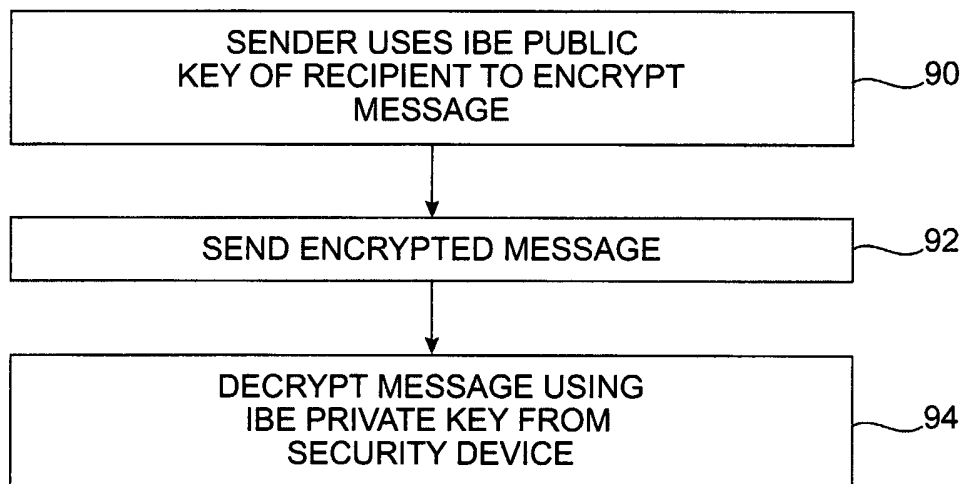 SENDER USES IBE PUBLIC
KEY OF RECIPIENT TO ENCRYPT
MESSAGE
90
SEND ENCRYPTED MESSAGE
92
DECRYPT MESSAGE USING
IBE PRIVATE KEY FROM
SECURITY DEVICE
94